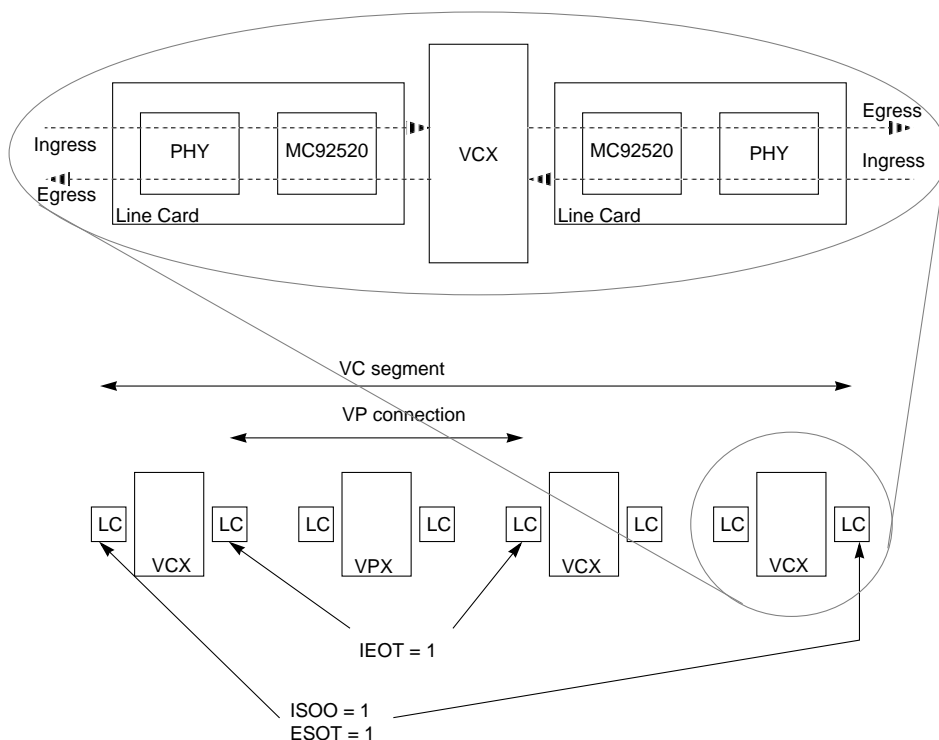 Egress
Ingress
PHY
MC92520
VCX
MC92520
PHY
Ingress
Egress
Line Card
Line Card
VC segment
VP connection
LC
LC
LC
LC
LC
LC
LC
LC
VCX
VPX
VCX
VCX
IEOT = 1
ISOO = 1
ESOT = 1